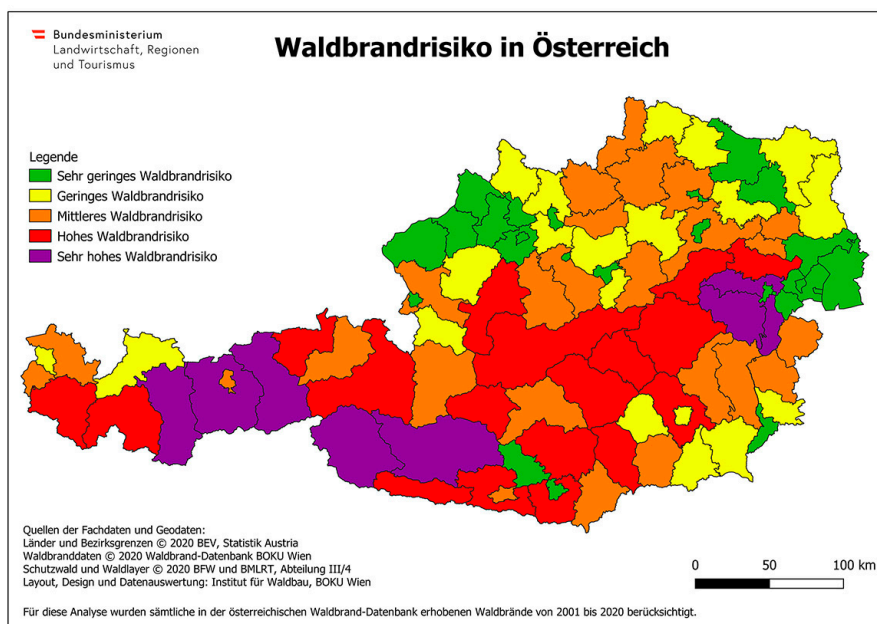 Bundesministerium
Landwirtschaft, Regionen
und Tourismus
Waldbrandrisiko in Österreich
Legende
Sehr geringes Waldbrandrisiko
Geringes Waldbrandrisiko
Mittleres Waldbrandrisiko
Hohes Waldbrandrisiko
Sehr hohes Waldbrandrisiko
Quellen der Fachdaten und Geodaten:
Länder und Bezirksgrenzen © 2020 BEV, Statistik Austria
Waldbranddaten © 2020 Waldbrand-Datenbank BOKU Wien
Schutzwald und Waldlayer © 2020 BFW und BMLRT, Abteilung III/4
Layout, Design und Datenauswertung: Institut für Waldbau, BOKU Wien
0 50 100 km
Für diese Analyse wurden sämtliche in der österreichischen Waldbrand-Datenbank erhobenen Waldbrände von 2001 bis 2020 berücksichtigt.